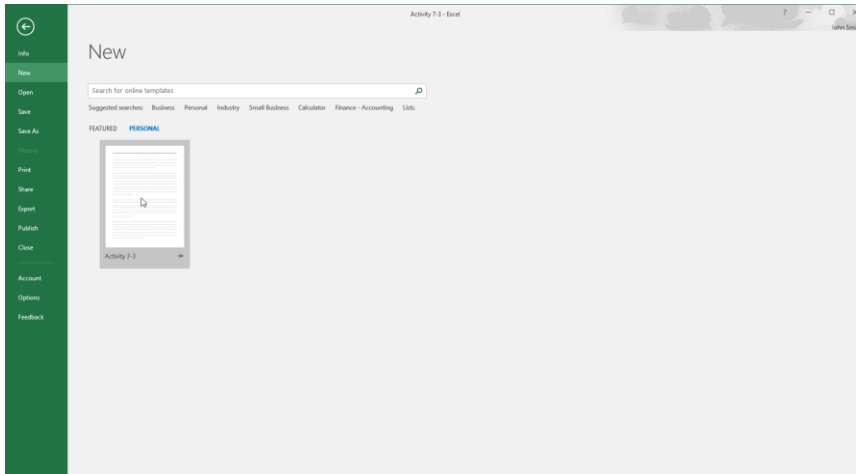 Activity 7-3 - Excel
?
John Smi
Info
New
Open
Save
Save As
History
Print
Share
Export
Publish
Close
Account
Options
Feedback
New
Search for online templates
Suggested searches: Business Personal Industry Small Business Calculator Finance - Accounting Lists
FEATURED PERSONAL
Activity 7-3